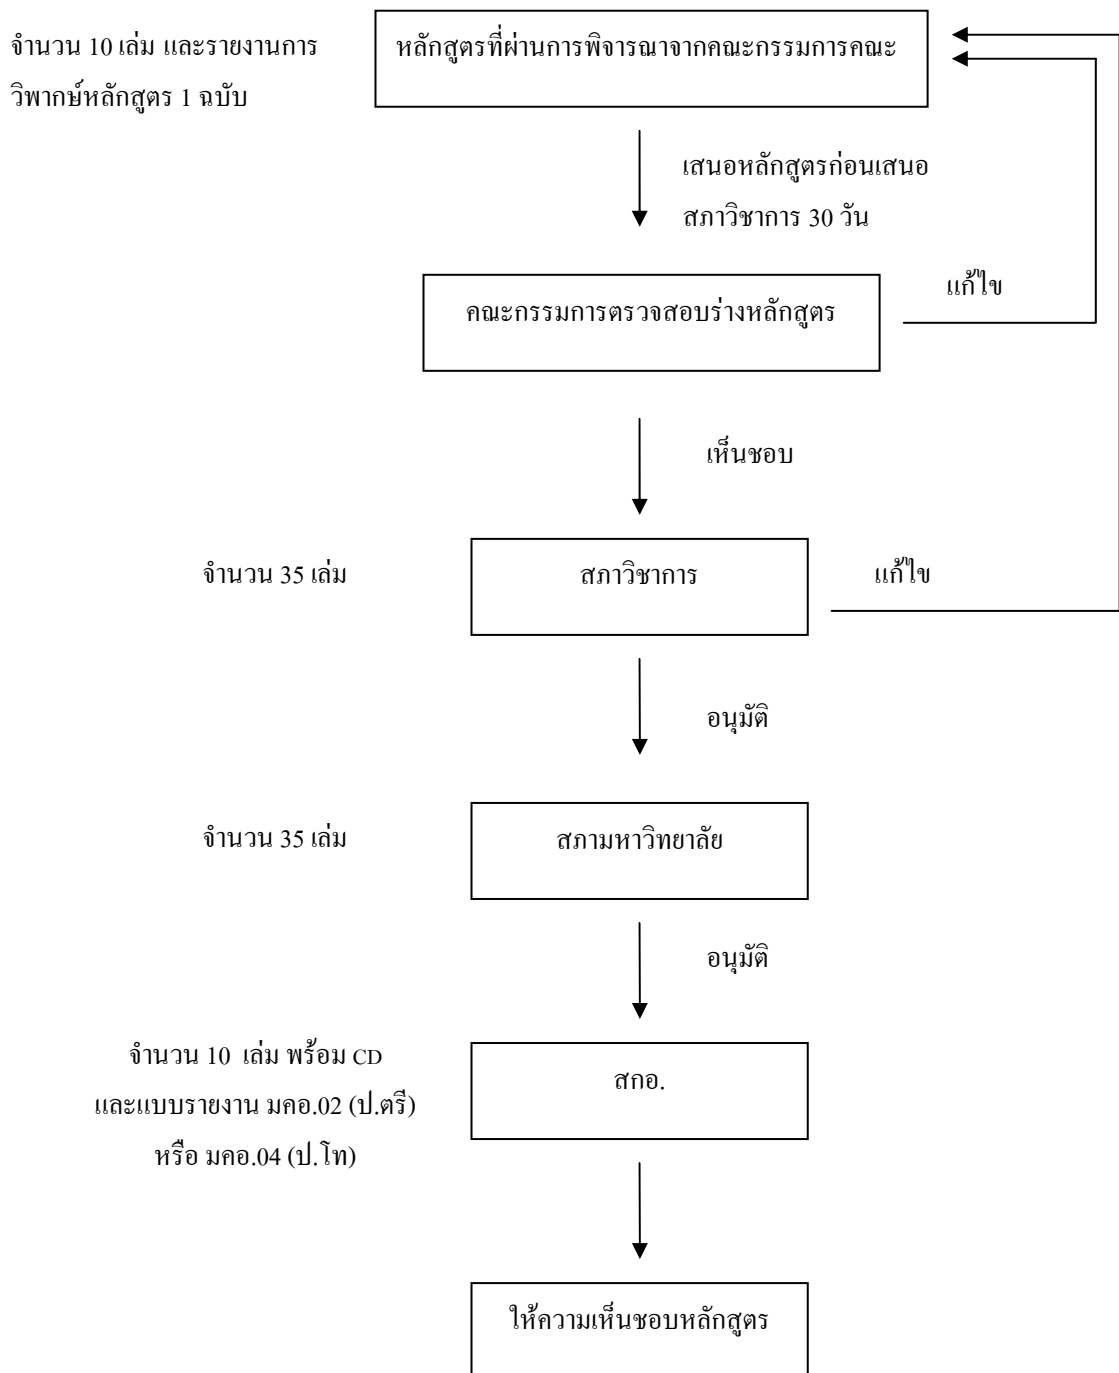 จำนวน 10 เล่ม และรายงานการ
วิพากษ์หลักสูตร 1 ฉบับ
หลักสูตรที่ผ่านการพิจารณาจากคณะกรรมการคณะ
เสนอหลักสูตรก่อนเสนอ
สภาวิชาการ 30 วัน
คณะกรรมการตรวจสอบร่างหลักสูตร
แก้ไข
เห็นชอบ
จำนวน 35 เล่ม
สภาวิชาการ
แก้ไข
อนุมัติ
จำนวน 35 เล่ม
สภามหาวิทยาลัย
อนุมัติ
จำนวน 10 เล่ม พร้อม CD
และแบบรายงาน มคอ.02 (ป.ตรี)
หรือ มคอ.04 (ป.โท)
สกอ.
ให้ความเห็นชอบหลักสูตร